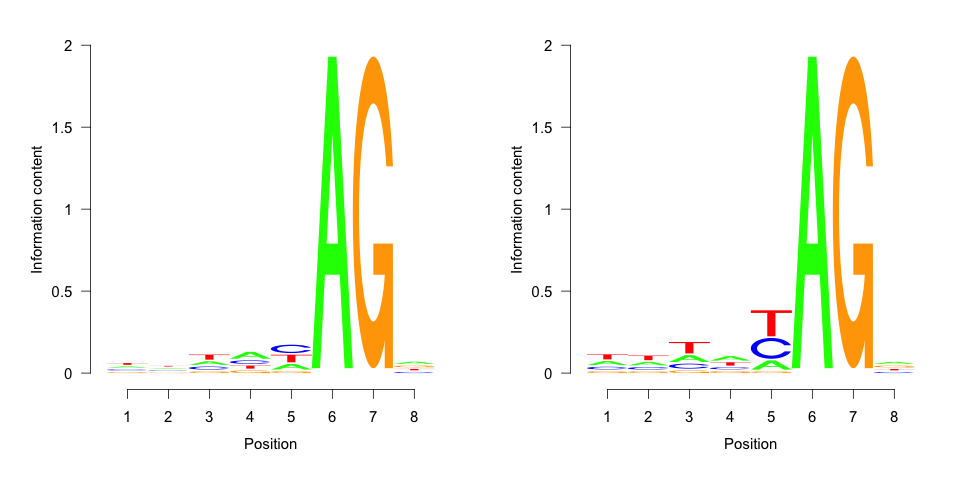 2
1.5
1
0.5
0
Information content
T A C G
T A C G
T A C G
A C T G
C T A G
A
G
A G T C
1 2 3 4 5 6 7 8
Position
2
1.5
1
0.5
0
Information content
T A C G
T A C G
T A C G
A T C G
T C A G
A
G
A G T C
1 2 3 4 5 6 7 8
Position